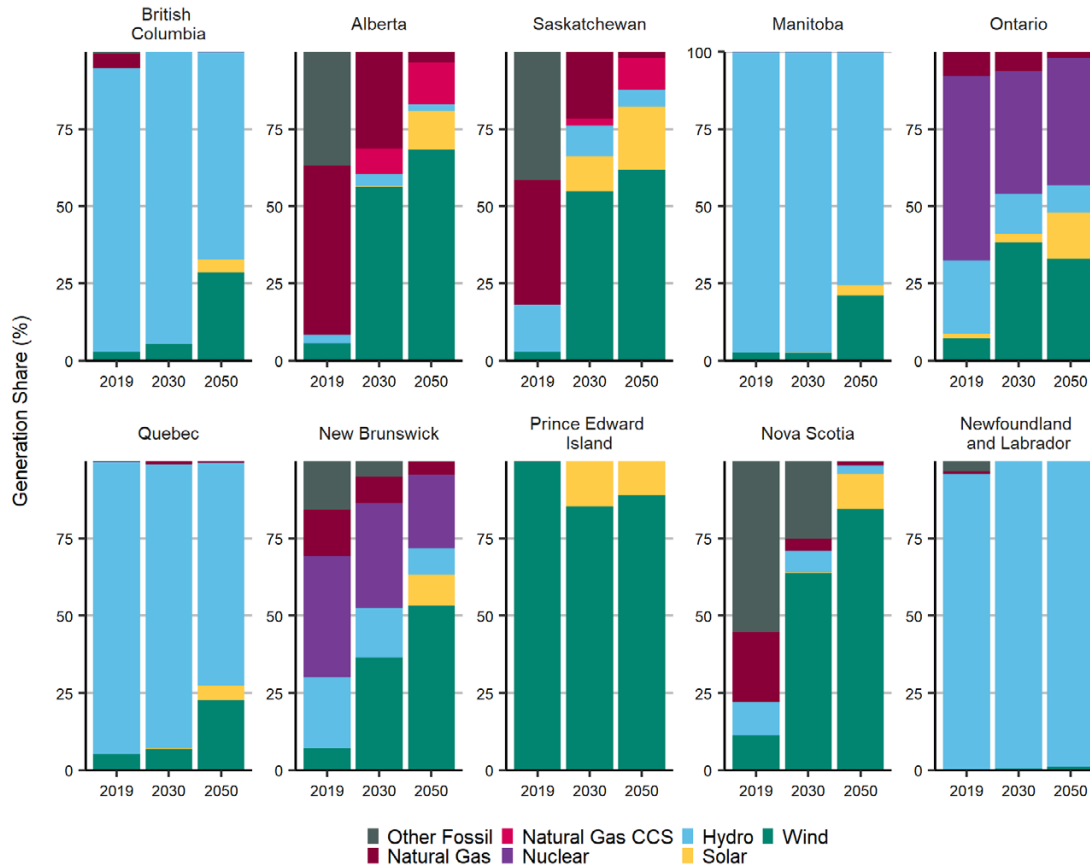 British
Columbia
Alberta
Saskatchewan
Manitoba
Ontario
75
50
25
0
75
50
25
0
75
50
25
0
100
75
50
25
0
75
50
25
0
2019 2030 2050
2019 2030 2050
2019 2030 2050
2019 2030 2050
2019 2030 2050
Generation Share (%)
Quebec
New Brunswick
Prince Edward
Island
Nova Scotia
Newfoundland
and Labrador
75
50
25
0
75
50
25
0
75
50
25
0
75
50
25
0
75
50
25
0
2019 2030 2050
2019 2030 2050
2019 2030 2050
2019 2030 2050
2019 2030 2050
Other Fossil Natural Gas CCS Hydro Wind
Natural Gas Nuclear Solar